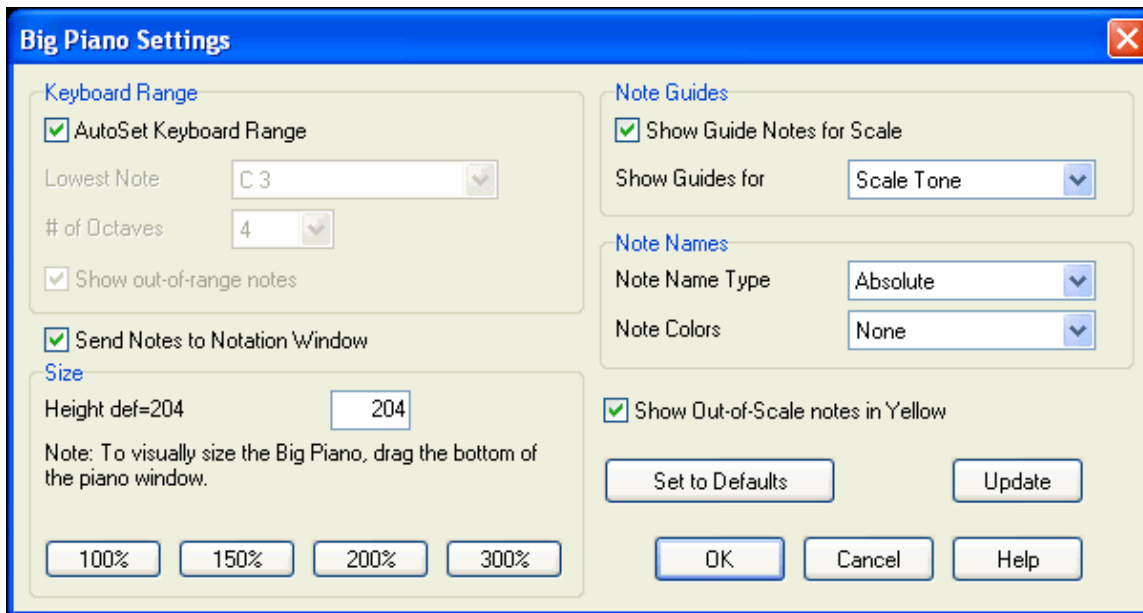 Big Piano Settings
Keyboard Range
AutoSet Keyboard Range
Lowest Note C 3
# of Octaves 4
Show out-of-range notes
Send Notes to Notation Window
Size
Height def=204 204
Note: To visually size the Big Piano, drag the bottom of
the piano window.
100% 150% 200% 300%
Note Guides
Show Guide Notes for Scale
Show Guides for Scale Tone
Note Names
Note Name Type Absolute
Note Colors None
Show Out-of-Scale notes in Yellow
Set to Defaults Update
OK Cancel Help